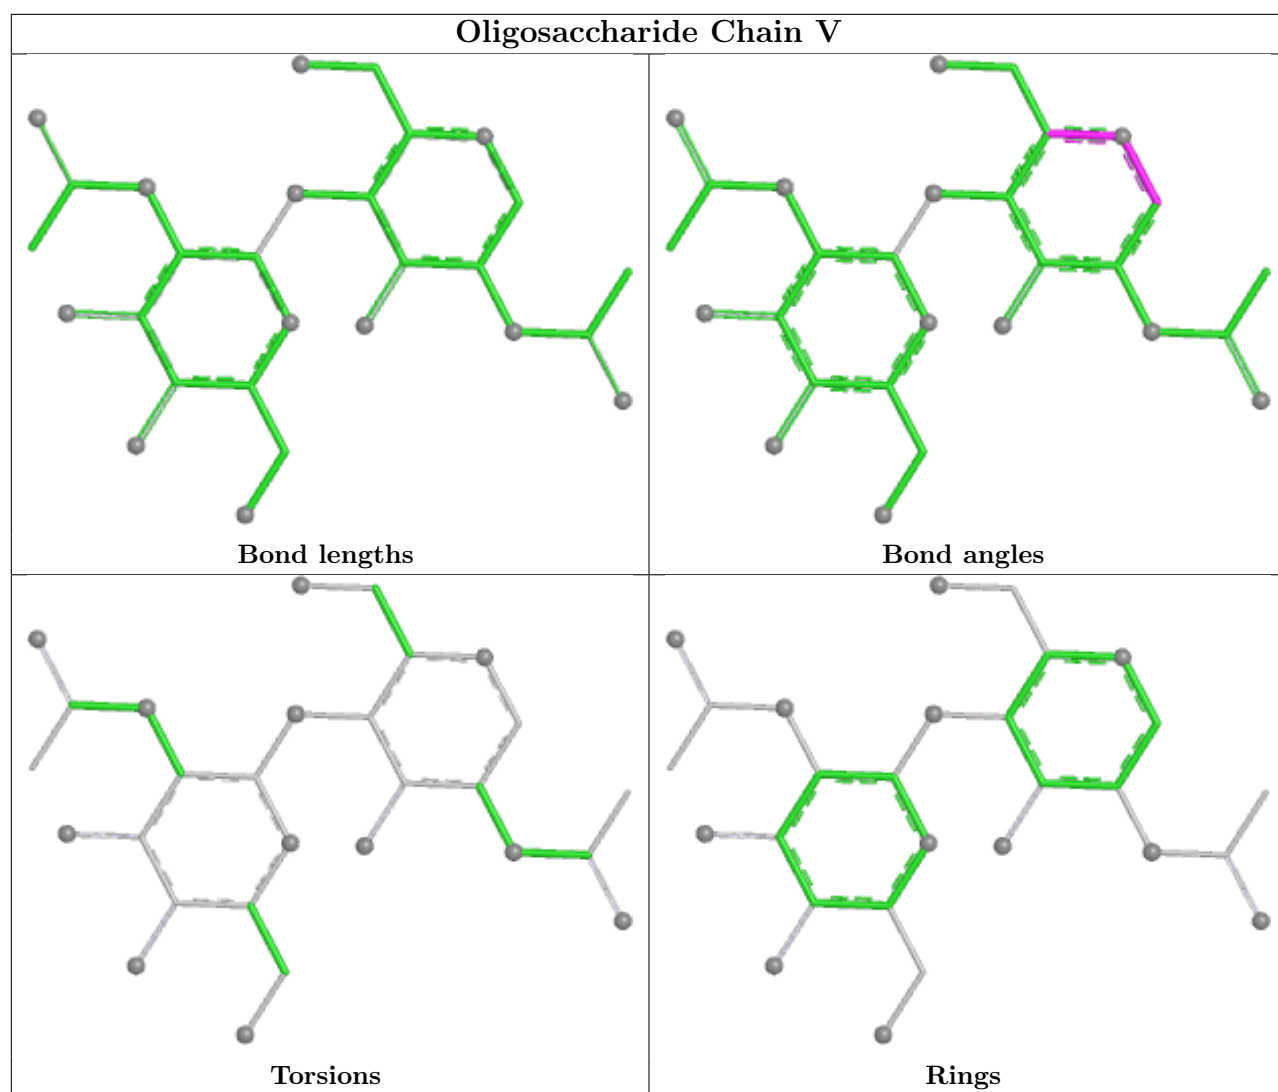 Oligosaccharide Chain V
Bond lengths
Bond angles
Torsions
Rings